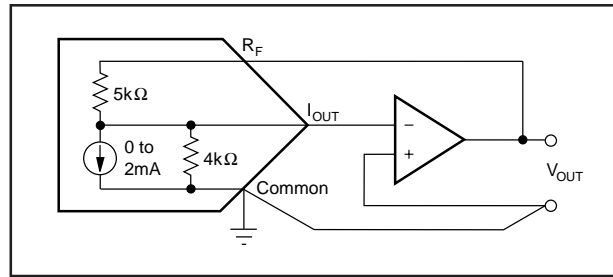 R_F
5kΩ
I_OUT
0 to
2mA
4kΩ
–
+
Common
V_OUT